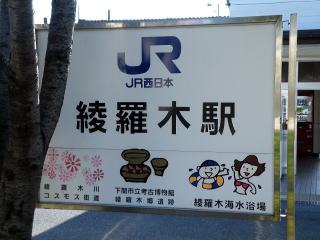 JR
JR西日本
綾羅木駅
綾羅木川
コスモス街道
下関市立考古博物館
綾羅木郷遺跡
綾羅木海水浴場